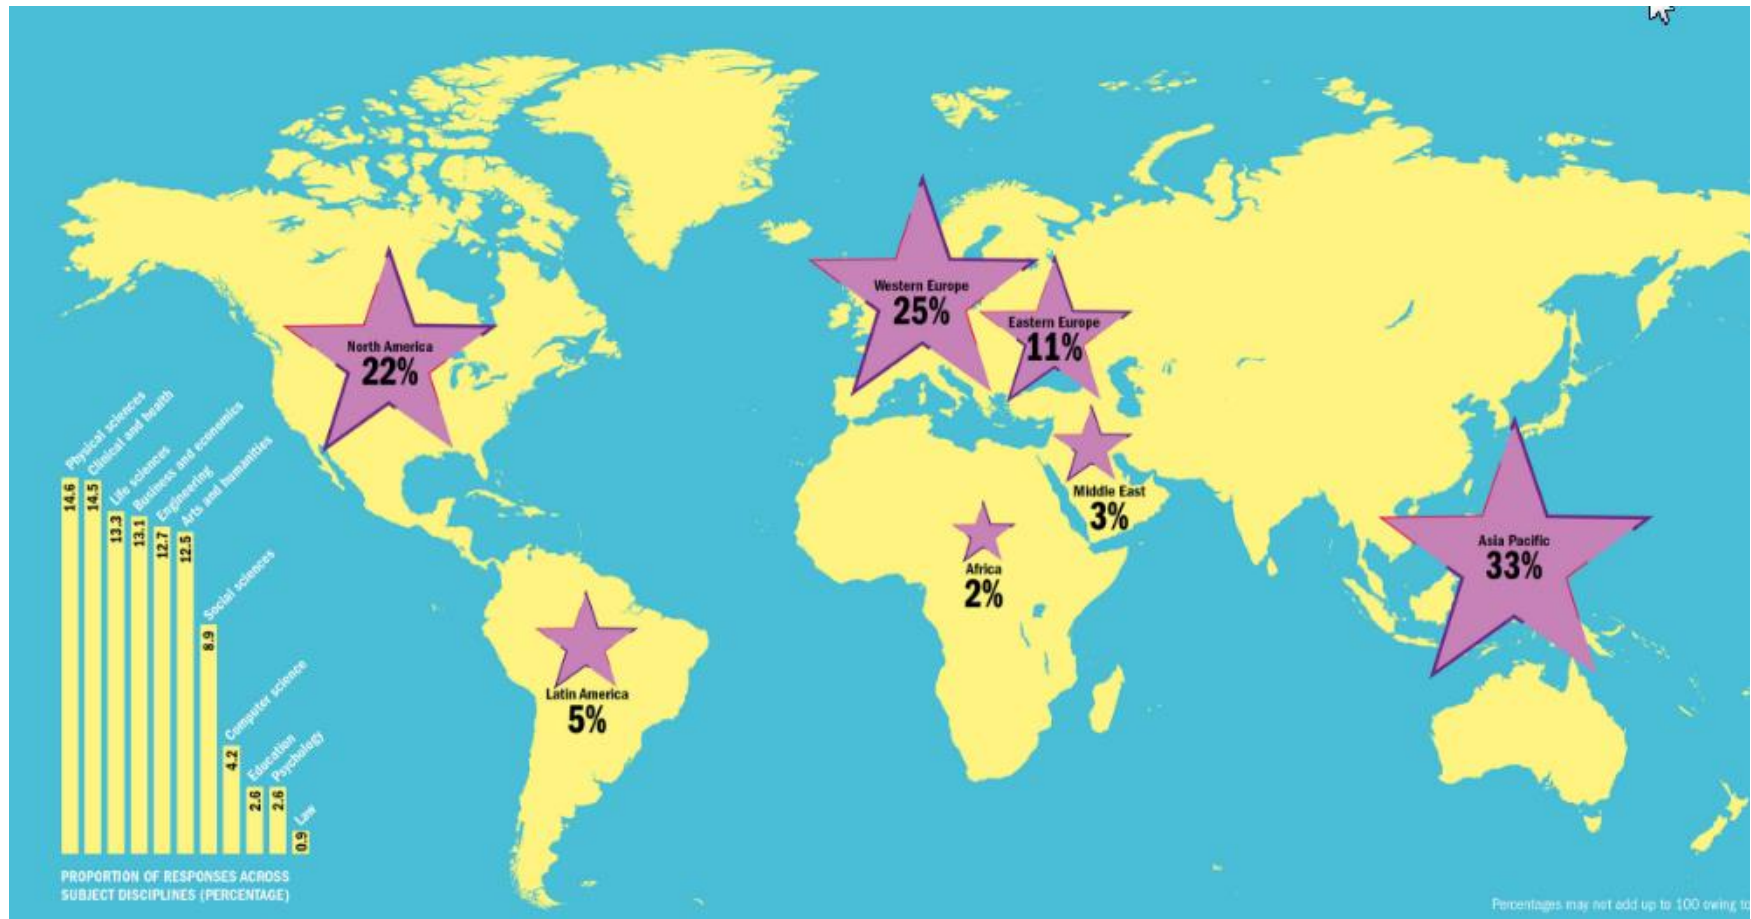 Western Europe
25%
Eastern Europe
11%
North America
22%
Middle East
3%
Asia Pacific
33%
Africa
2%
Latin America
5%
Physical sciences
14.6
Clinical and health
14.5
Life sciences
13.3
Business and economics
13.1
Engineering
12.7
Arts and humanities
12.5
Social sciences
8.9
Computer science
4.2
Education
2.6
Psychology
2.6
Law
0.9
PROPORTION OF RESPONSES ACROSS
SUBJECT DISCIPLINES (PERCENTAGE)
Percentages may not add up to 100 owing to